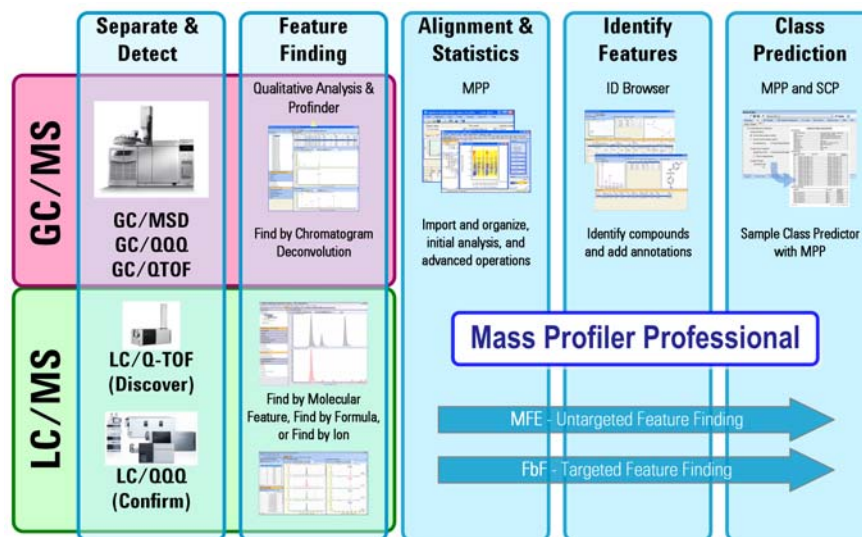 Separate &
Detect
Feature
Finding
Alignment &
Statistics
Identify
Features
Class
Prediction
GC/MS
GC/MSD
GC/QQQ
GC/QTOF
Qualitative Analysis &
Profinder
Find by Chromatogram
Deconvolution
MPP
Import and organize,
initial analysis, and
advanced operations
ID Browser
Identify compounds
and add annotations
MPP and SCP
Sample Class Predictor
with MPP
LC/MS
LC/Q-TOF
(Discover)
LC/QQQ
(Confirm)
Find by Molecular
Feature, Find by Formula,
or Find by Ion
Mass Profiler Professional
MFE - Untargeted Feature Finding
FbF - Targeted Feature Finding